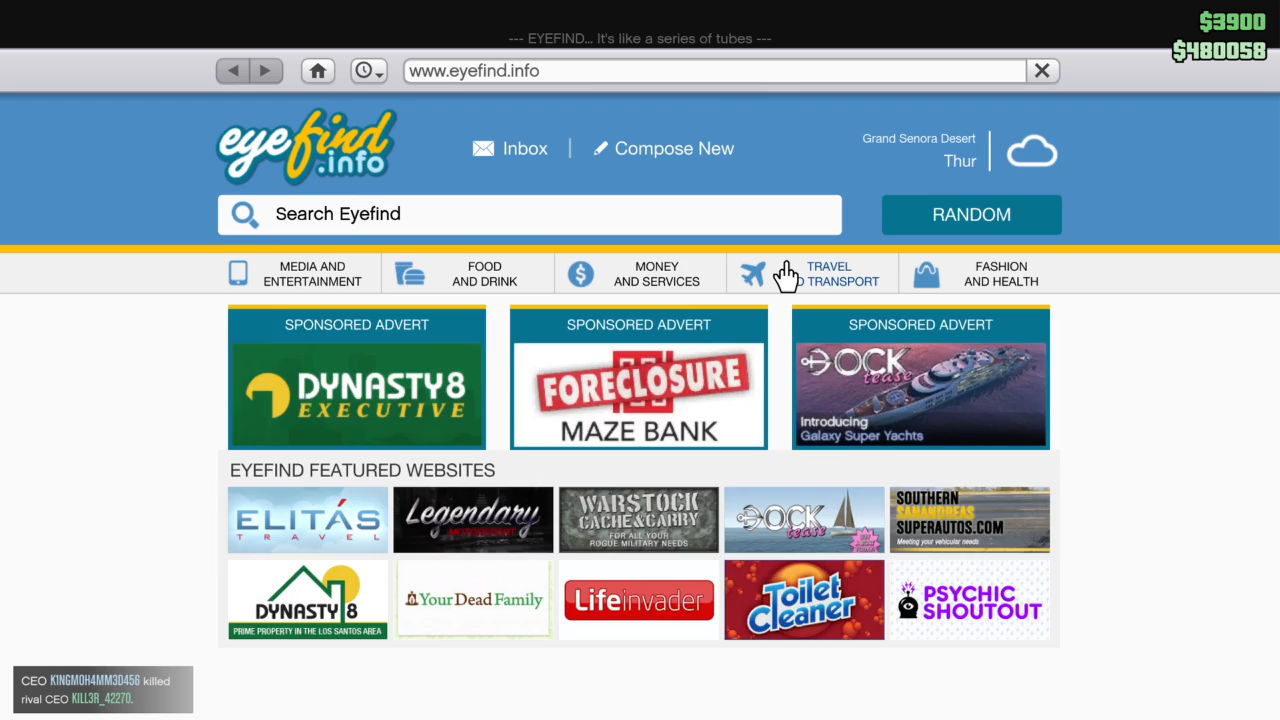 --- EYEFIND... It's like a series of tubes ---
$3900
$480058
www.eyefind.info
eyefind
.info
Inbox
Compose New
Grand Senora Desert
Thur
Search Eyefind
RANDOM
MEDIA AND
ENTERTAINMENT
FOOD
AND DRINK
MONEY
AND SERVICES
TRAVEL
D TRANSPORT
FASHION
AND HEALTH
SPONSORED ADVERT
DYNASTY 8
EXECUTIVE
SPONSORED ADVERT
FORECLOSURE
MAZE BANK
SPONSORED ADVERT
DOCK
tease
Introducing
Galaxy Super Yachts
EYEFIND FEATURED WEBSITES
ELITÁS
TRAVEL
Legendary
MOTORSPORT
WARSTOCK
CACHE & CARRY
FOR ALL YOUR
ROGUE MILITARY NEEDS
DOCK
tease
SOUTHERN
SAN ANDREAS
SUPERAUTOS.COM
Meeting your vehicular needs
DYNASTY 8
PRIME PROPERTY IN THE LOS SANTOS AREA
Your Dead Family
Lifeinvader
Toilet
Cleaner
PSYCHIC
SHOUTOUT
CEO K1NGM0H4MM3D456 killed
rival CEO KILL3R_42270.